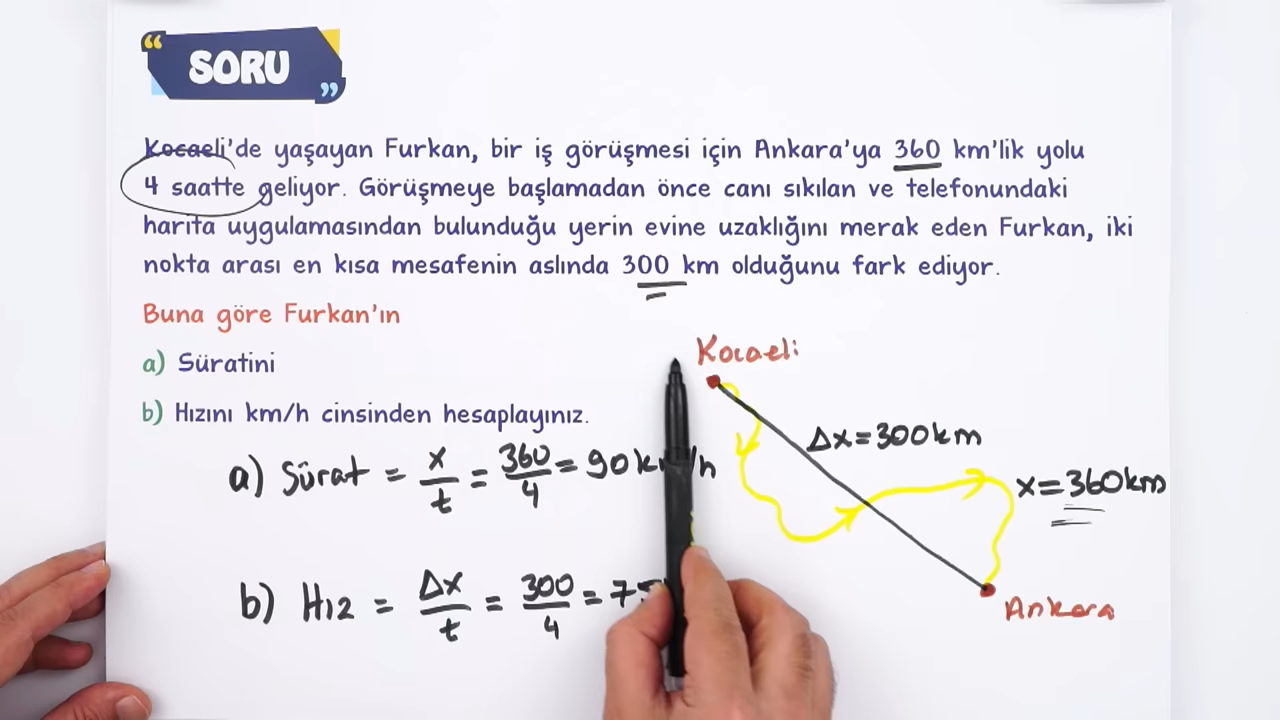 SORU
Kocaeli'de yaşayan Furkan, bir iş görüşmesi için Ankara'ya 360 km'lik yolu
4 saatte geliyor. Görüşmeye başlamadan önce canı sıkılan ve telefonundaki
harita uygulamasından bulunduğu yerin evine uzaklığını merak eden Furkan, iki
nokta arası en kısa mesafenin aslında 300 km olduğunu fark ediyor.
Buna göre Furkan'ın
a) Süratini
b) Hızını km/h cinsinden hesaplayınız.
a) Sürat = x/t = 360/4 = 90 km/h
b) Hız = Δx/t = 300/4 = 75
Kocaeli
Δx=300km
x=360km
Ankara